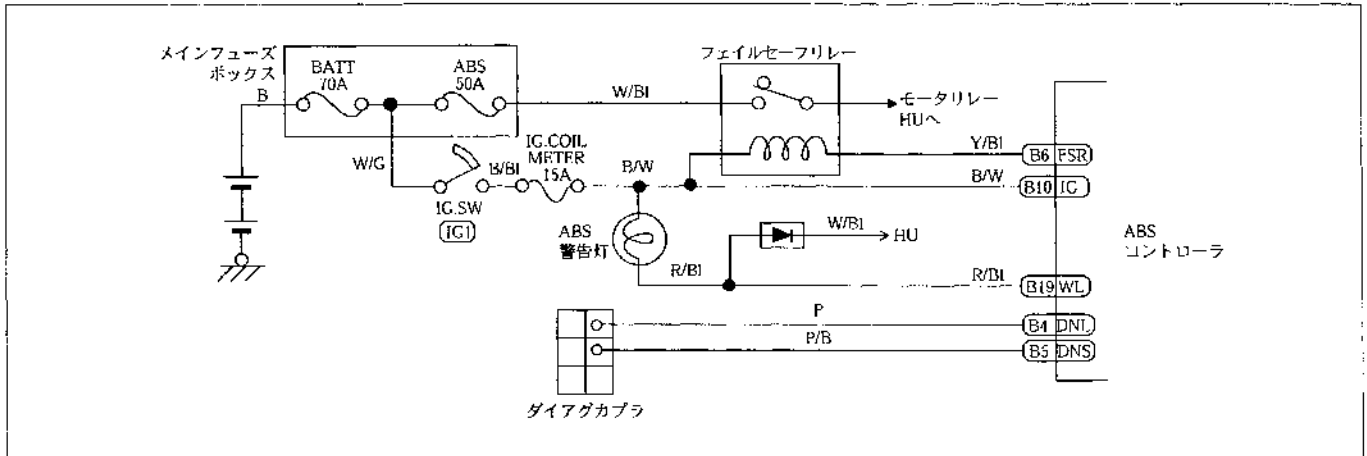 メインフューズ
ボックス
BATT
70A
ABS
50A
B
W/Bl
フェイルセーフリレー
モータリレー
HUへ
W/G
IG.COIL
METER
15A
B/Bl
B/W
Y/Bl
B6 FSR
B/W
B10 IG
IG.SW
IG1
ABS
警告灯
W/Bl
HU
ABS
コントローラ
R/Bl
R/Bl
B19 WL
P
B4 DNL
P/B
B5 DNS
ダイアグカプラ